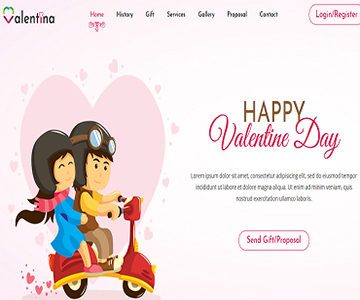 Valentina
Home History Gift Services Gallery Proposal Contact
Login/Register
HAPPY
Valentine Day
Lorem ipsum dolor sit amet, consectetur adipiscing elit, sed do eiusmod tempor
incididunt ut labore et dolore magna aliqua. Ut enim ad minim veniam, quis
nostrud exercitation ullamco laboris.
Send Gift/Proposal